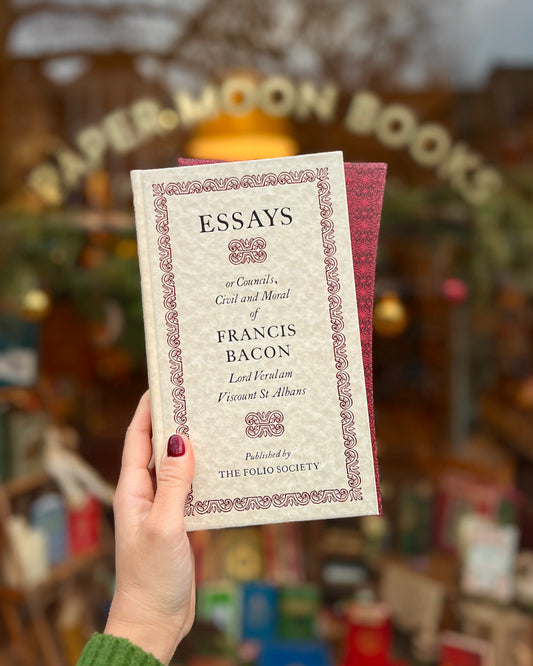 PAPER MOON BOOKS
ESSAYS
or Counsils,
Civil and Moral
of
FRANCIS
BACON
Lord Verulam
Viscount St Albans
Published by
THE FOLIO SOCIETY